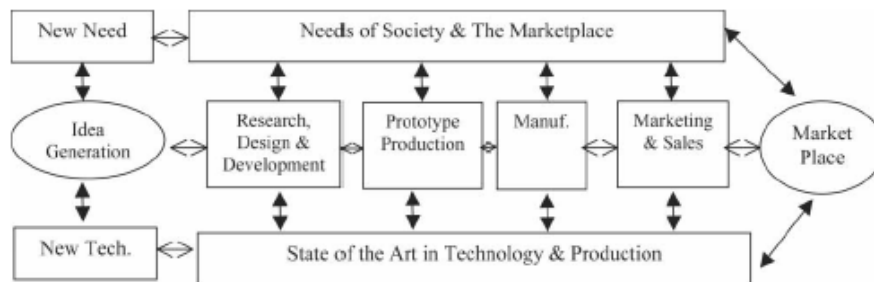 New Need
Needs of Society & The Marketplace
Idea
Generation
Research,
Design &
Development
Prototype
Production
Manuf.
Marketing
& Sales
Market
Place
New Tech.
State of the Art in Technology & Production